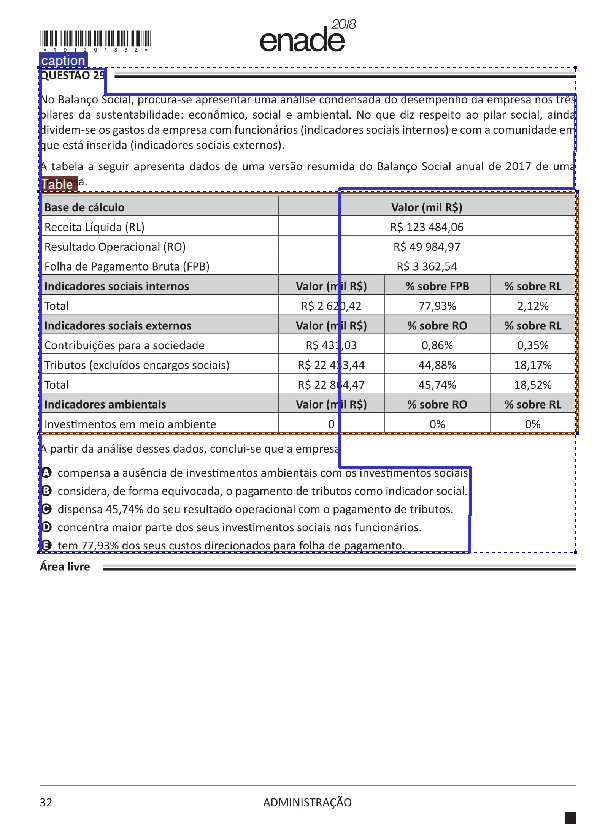 enade 2018
* R 0 1 2 0 1 8 3 2 *
caption
QUESTÃO 29
No Balanço Social, procura-se apresentar uma análise condensada do desempenho da empresa nos três
pilares da sustentabilidade: econômico, social e ambiental. No que diz respeito ao pilar social, ainda
dividem-se os gastos da empresa com funcionários (indicadores sociais internos) e com a comunidade em
que está inserida (indicadores sociais externos).
A tabela a seguir apresenta dados de uma versão resumida do Balanço Social anual de 2017 de uma
Table
Base de cálculo Valor (mil R$)
Receita Líquida (RL) R$ 123 484,06
Resultado Operacional (RO) R$ 49 984,97
Folha de Pagamento Bruta (FPB) R$ 3 362,54
Indicadores sociais internos Valor (mil R$) % sobre FPB % sobre RL
Total R$ 2 620,42 77,93% 2,12%
Indicadores sociais externos Valor (mil R$) % sobre RO % sobre RL
Contribuições para a sociedade R$ 431,03 0,86% 0,35%
Tributos (excluídos encargos sociais) R$ 22 433,44 44,88% 18,17%
Total R$ 22 864,47 45,74% 18,52%
Indicadores ambientais Valor (mil R$) % sobre RO % sobre RL
Investimentos em meio ambiente 0 0% 0%
A partir da análise desses dados, conclui-se que a empresa
A compensa a ausência de investimentos ambientais com os investimentos sociais.
B considera, de forma equivocada, o pagamento de tributos como indicador social.
C dispensa 45,74% do seu resultado operacional com o pagamento de tributos.
D concentra maior parte dos seus investimentos sociais nos funcionários.
E tem 77,93% dos seus custos direcionados para folha de pagamento.
Área livre
32 ADMINISTRAÇÃO